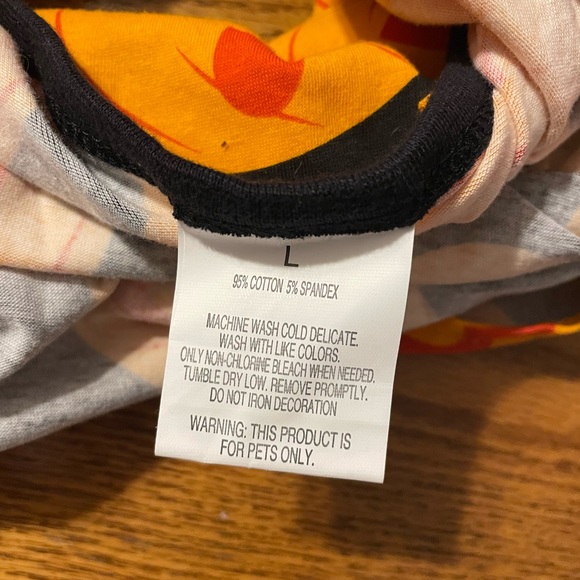 L
95% COTTON 5% SPANDEX
MACHINE WASH COLD DELICATE.
WASH WITH LIKE COLORS.
ONLY NON-CHLORINE BLEACH WHEN NEEDED.
TUMBLE DRY LOW. REMOVE PROMPTLY.
DO NOT IRON DECORATION
WARNING: THIS PRODUCT IS
FOR PETS ONLY.